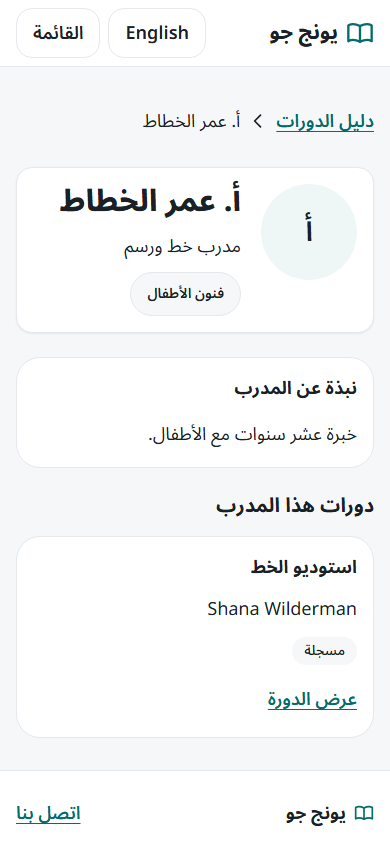 يونج جو
English
القائمة
دليل الدورات
أ. عمر الخطاط
أ
أ. عمر الخطاط
مدرب خط ورسم
فنون الأطفال
نبذة عن المدرب
خبرة عشر سنوات مع الأطفال.
دورات هذا المدرب
استوديو الخط
Shana Wilderman
مسجلة
عرض الدورة
يونج جو
اتصل بنا